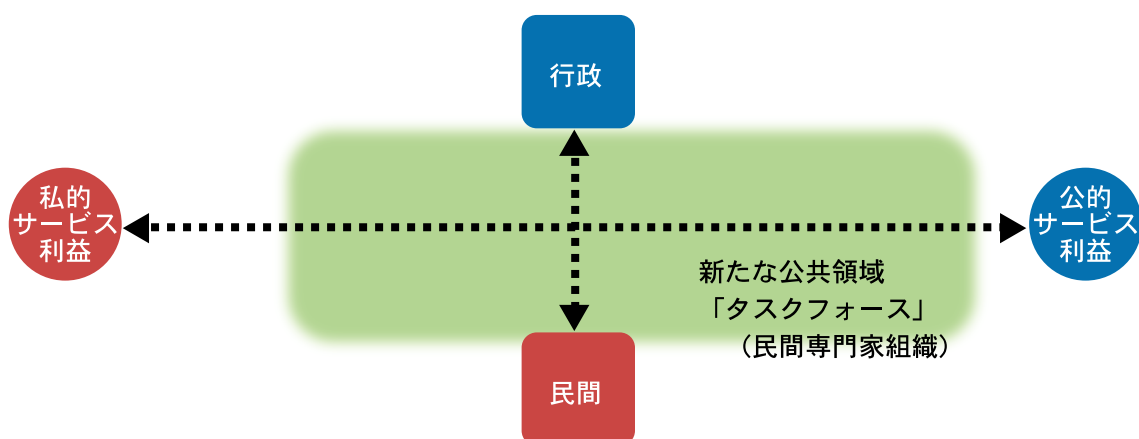 行政
私的
サービス
利益
公的
サービス
利益
新たな公共領域
「タスクフォース」
（民間専門家組織）
民間